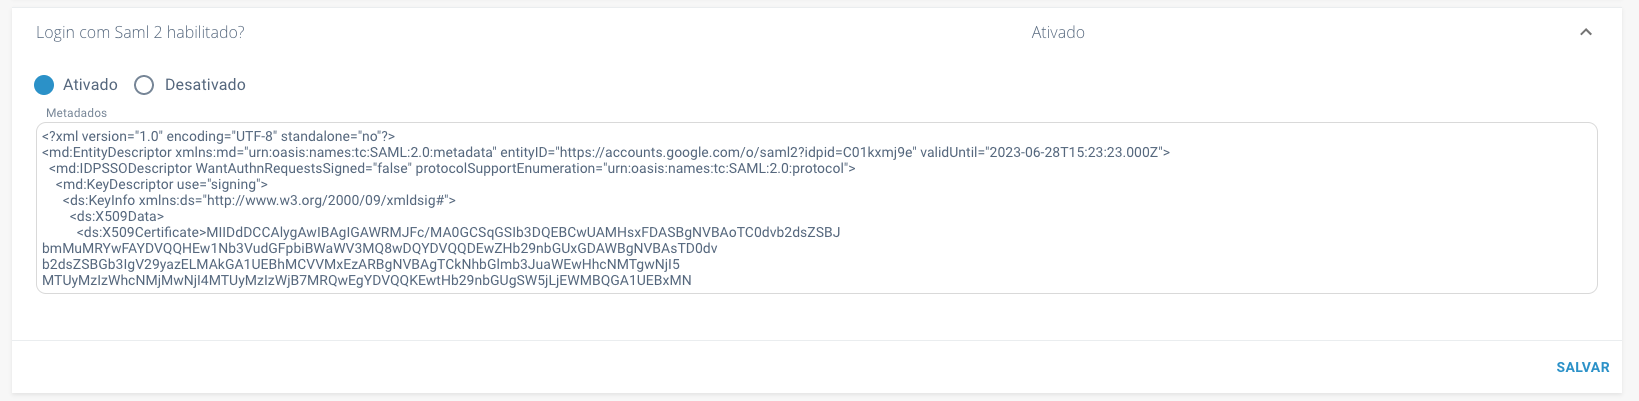 Login com Saml 2 habilitado?
Ativado
Ativado
Desativado
Metadados
<?xml version="1.0" encoding="UTF-8" standalone="no"?>
<md:EntityDescriptor xmlns:md="urn:oasis:names:tc:SAML:2.0:metadata" entityID="https://accounts.google.com/o/saml2?idpid=C01kxmj9e" validUntil="2023-06-28T15:23:23.000Z">
<md:IDPSSODescriptor WantAuthnRequestsSigned="false" protocolSupportEnumeration="urn:oasis:names:tc:SAML:2.0:protocol">
<md:KeyDescriptor use="signing">
<ds:KeyInfo xmlns:ds="http://www.w3.org/2000/09/xmldsig#">
<ds:X509Data>
<ds:X509Certificate>MIIDdDCCAlygAwIBAgIGAWRMJFc/MA0GCSqGSIb3DQEBCwUAMHsxFDASBgNVBAoTC0dvb2dsZSBJ
bmMuMRYwFAYDVQQHEw1Nb3VudGFpbiBWaWV3MQ8wDQYDVQQDEwZHb29nbGUxGDAWBgNVBAsTD0dv
b2dsZSBGb3IgV29yazELMAkGA1UEBhMCVVMxEzARBgNVBAgTCkNhbGlmb3JuaWEwHhcNMTgwNjI5
MTUyMzIzWhcNMjMwNjI4MTUyMzIzWjB7MRQwEgYDVQQKEwtHb29nbGUgSW5jLjEWMBQGA1UEBxMN
SALVAR